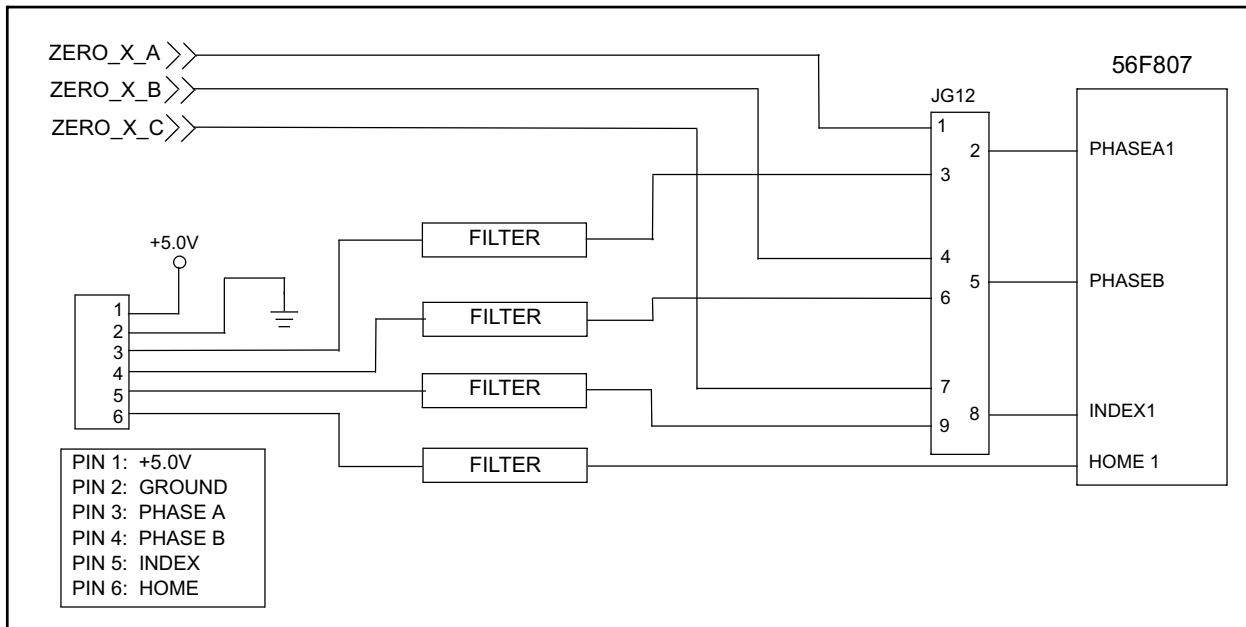 ZERO_X_A
ZERO_X_B
ZERO_X_C
56F807
JG12
1
2
3
4
5
6
7
8
9
PHASEA1
PHASEB
INDEX1
HOME 1
FILTER
FILTER
FILTER
FILTER
+5.0V
1
2
3
4
5
6
PIN 1: +5.0V
PIN 2: GROUND
PIN 3: PHASE A
PIN 4: PHASE B
PIN 5: INDEX
PIN 6: HOME